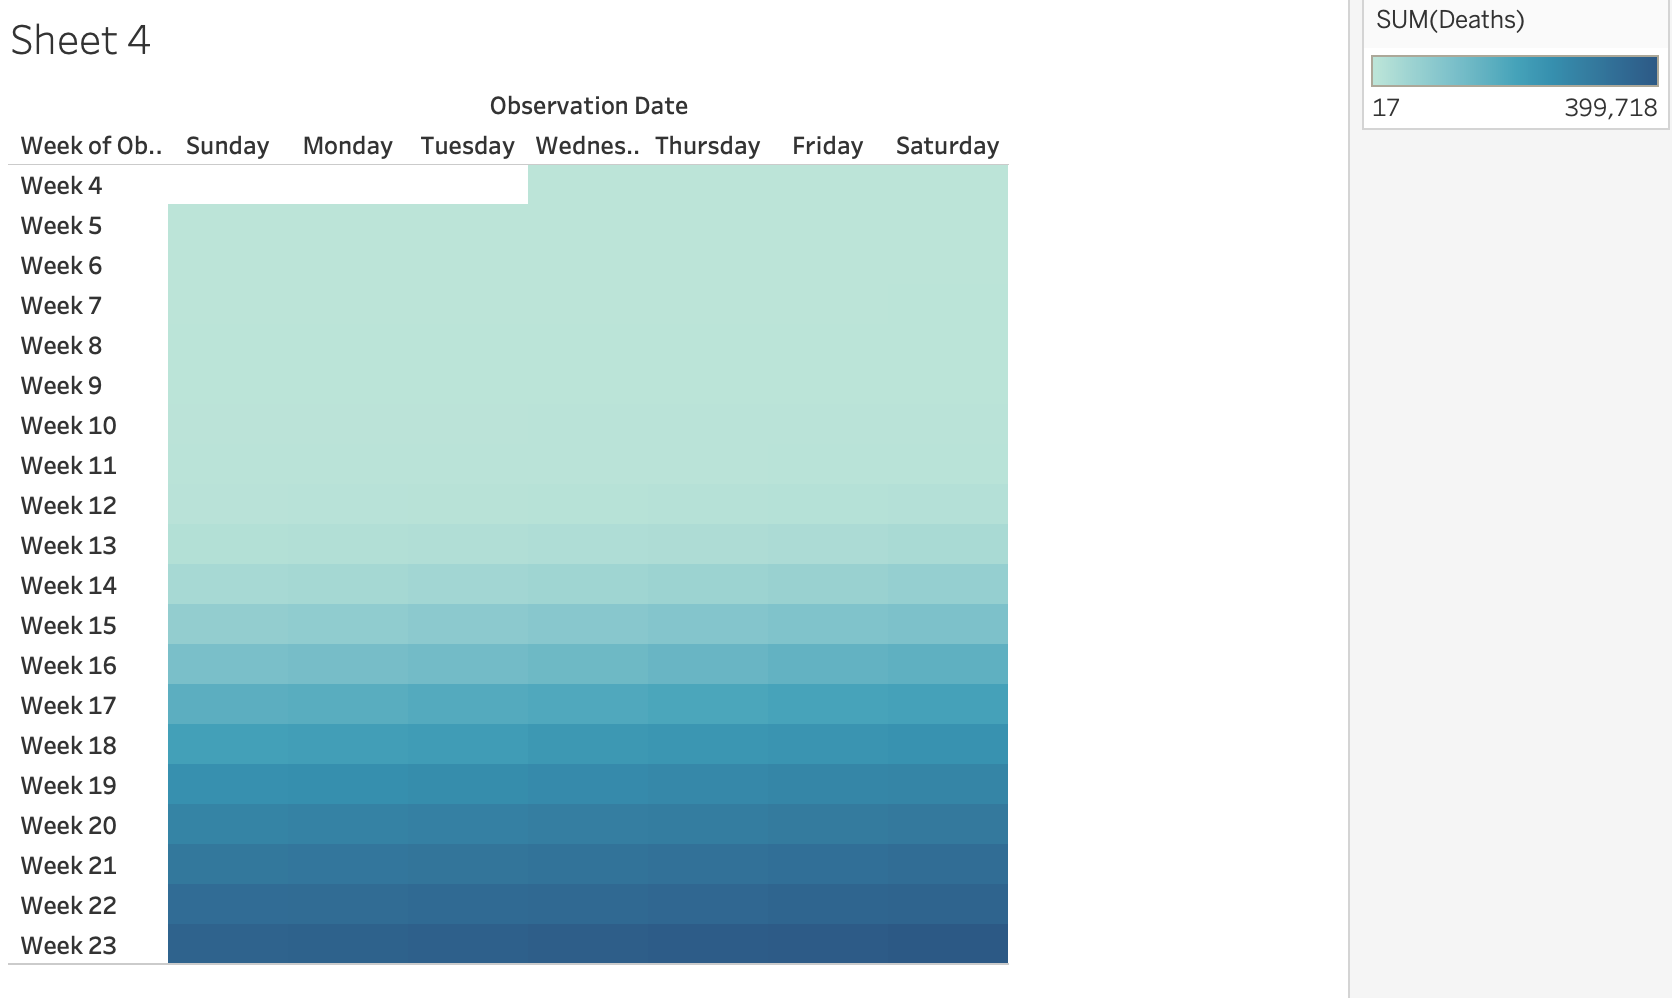 Sheet 4
Observation Date
Week of Ob.. Sunday Monday Tuesday Wednes.. Thursday Friday Saturday
Week 4
Week 5
Week 6
Week 7
Week 8
Week 9
Week 10
Week 11
Week 12
Week 13
Week 14
Week 15
Week 16
Week 17
Week 18
Week 19
Week 20
Week 21
Week 22
Week 23
SUM(Deaths)
17 399,718